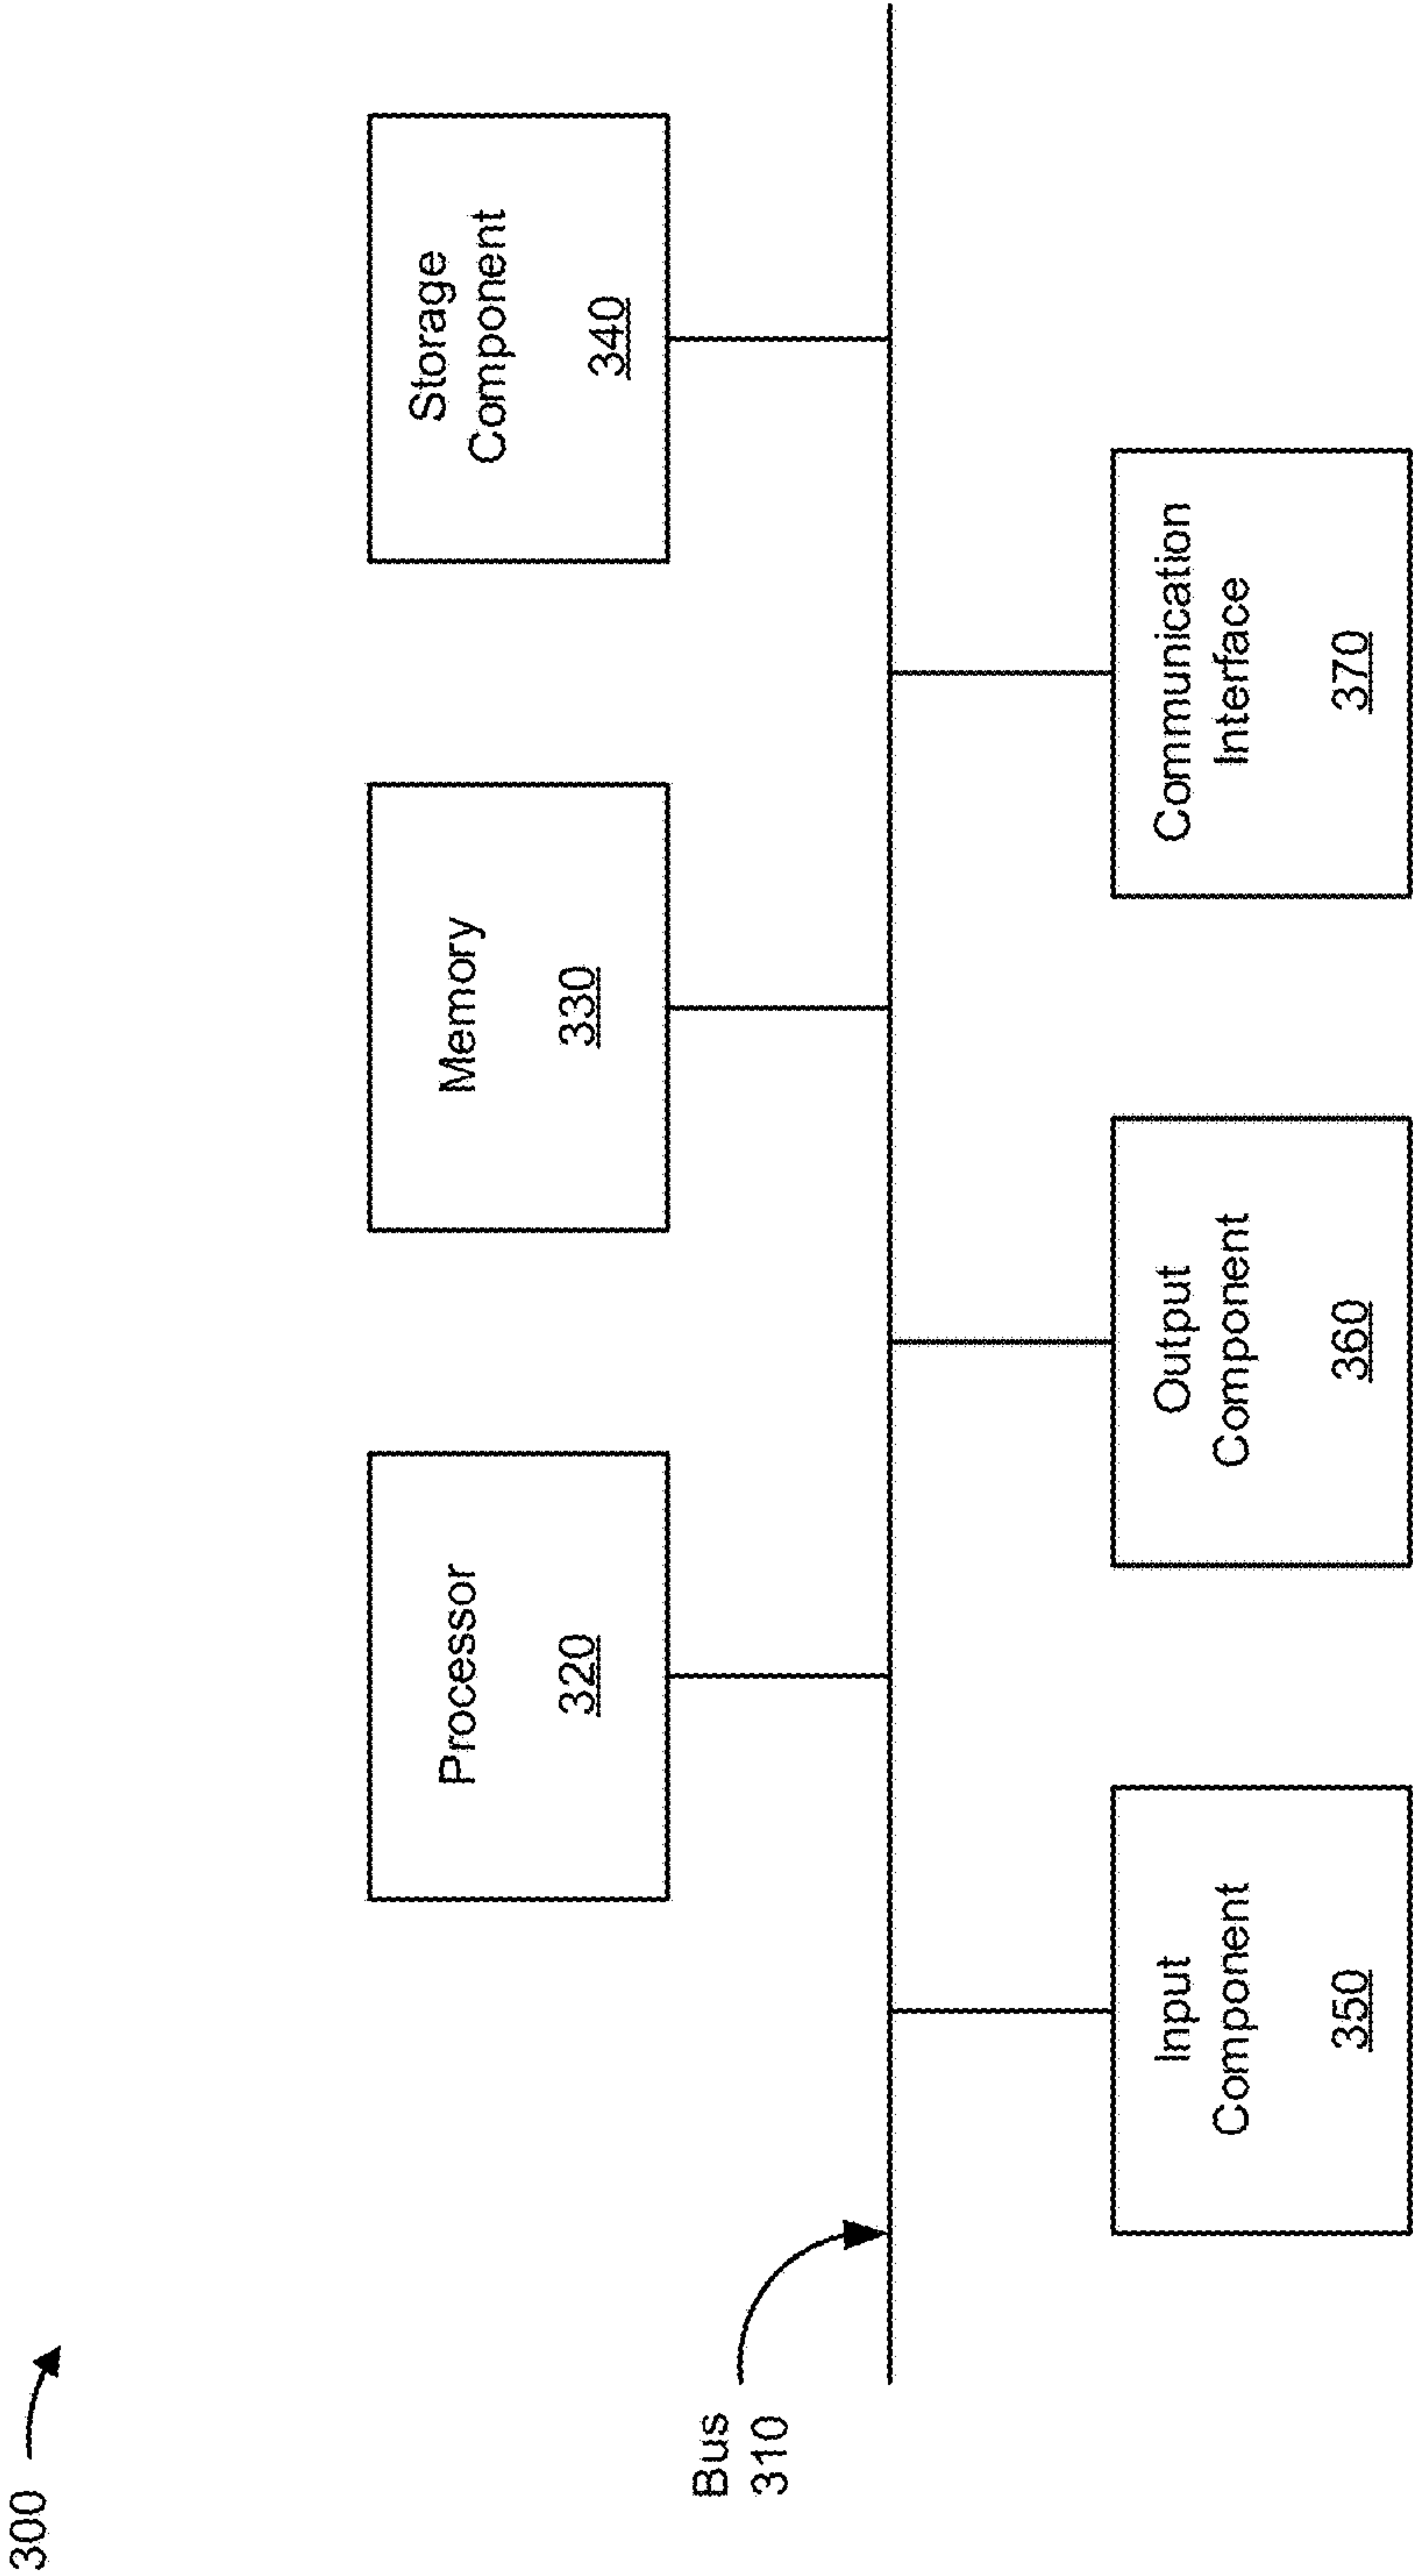 300
Processor
320
Memory
330
Storage
Component
340
Bus
310
Input
Component
350
Output
Component
360
Communication
Interface
370